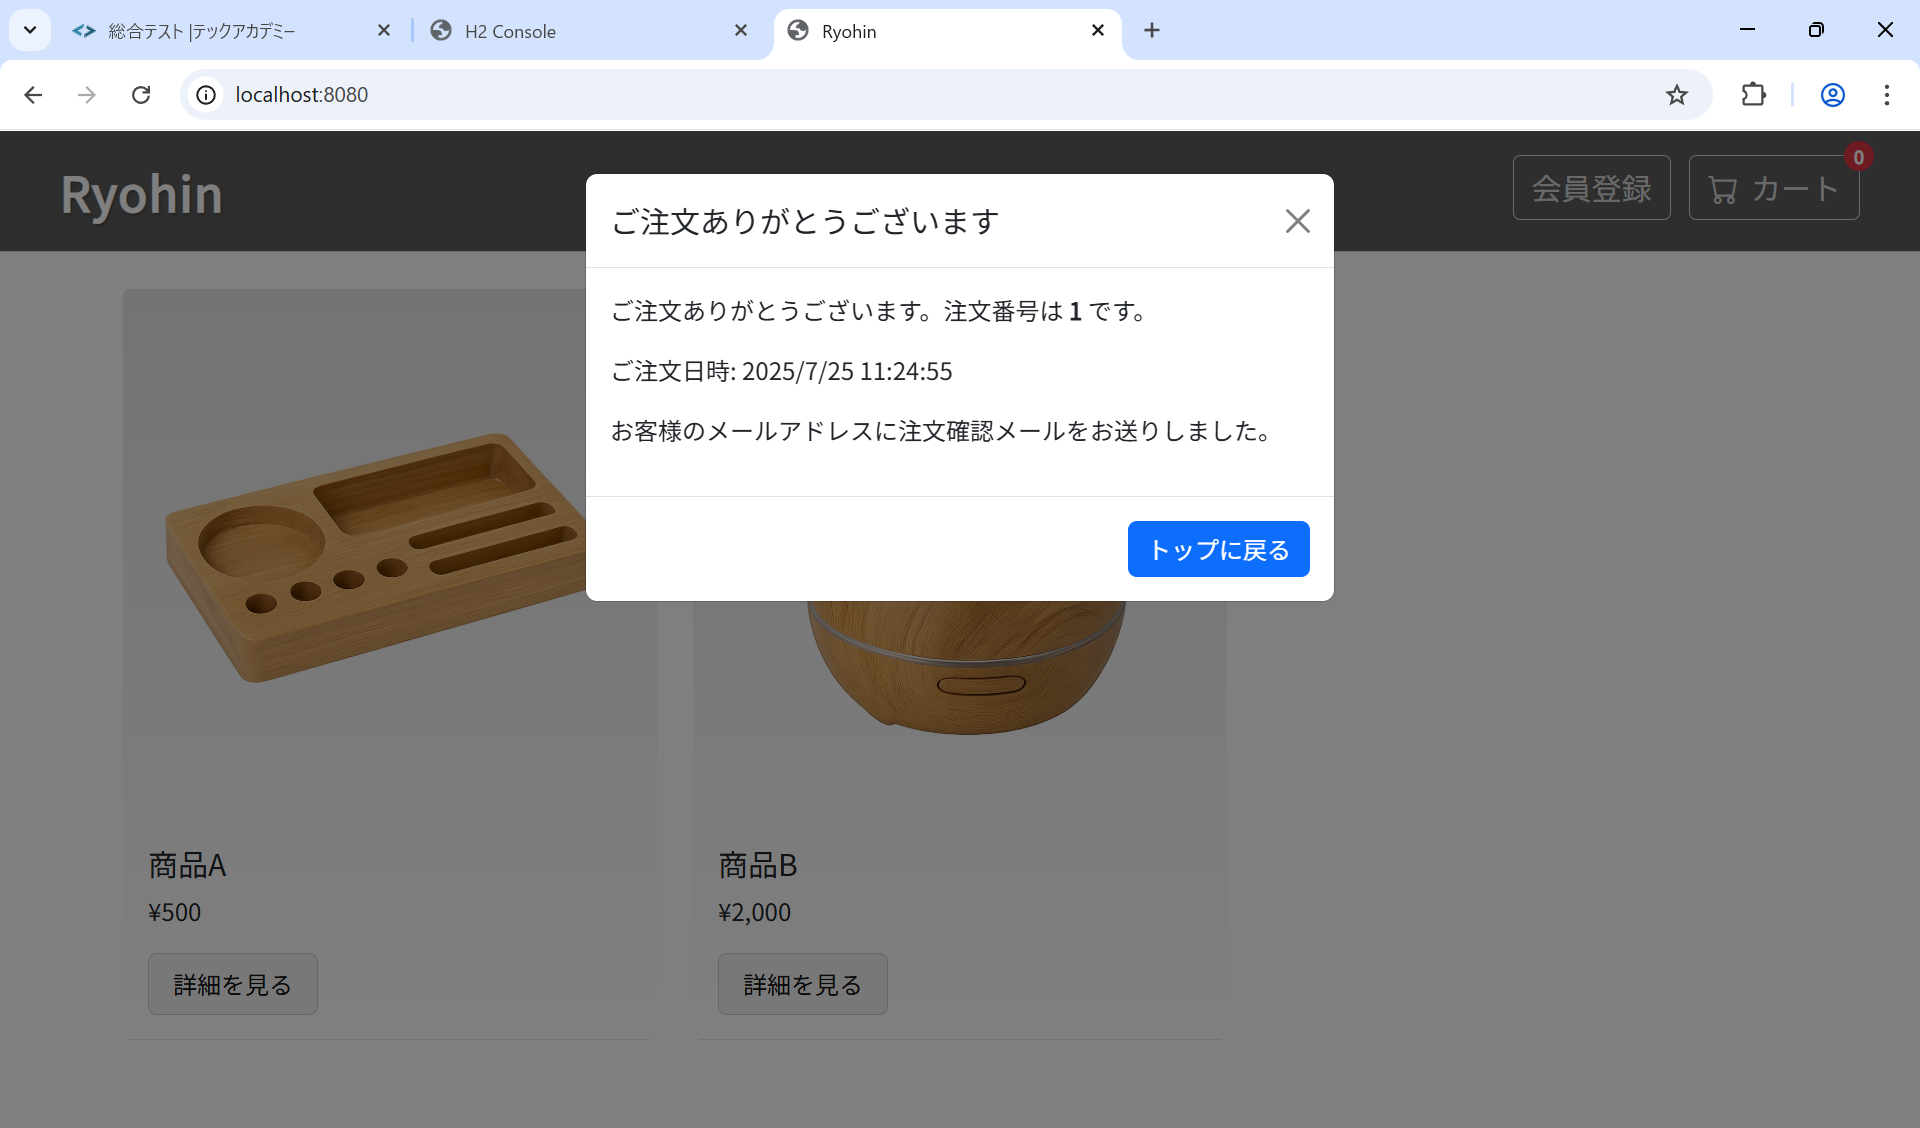 総合テスト |テックアカデミー
H2 Console
Ryohin
localhost:8080
Ryohin
会員登録
カート
0
ご注文ありがとうございます
ご注文ありがとうございます。注文番号は 1 です。
ご注文日時: 2025/7/25 11:24:55
お客様のメールアドレスに注文確認メールをお送りしました。
トップに戻る
商品A
¥500
詳細を見る
商品B
¥2,000
詳細を見る